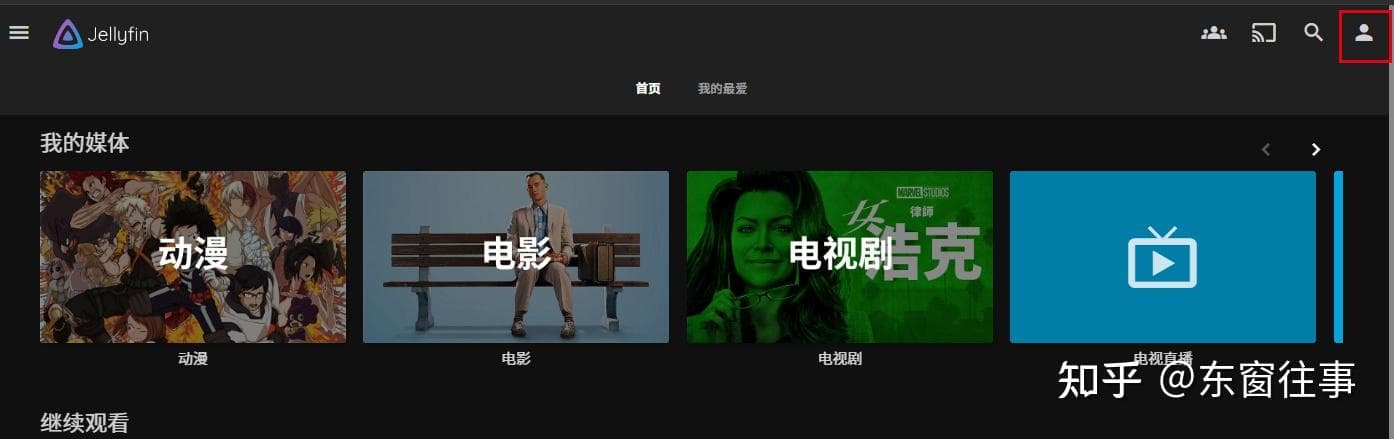 Jellyfin
首页 我的最爱
我的媒体
动漫
电影
MARVEL STUDIOS
女
律師
浩克
电视剧
动漫
电影
电视剧
电视直播
知乎 @东窗往事
继续观看